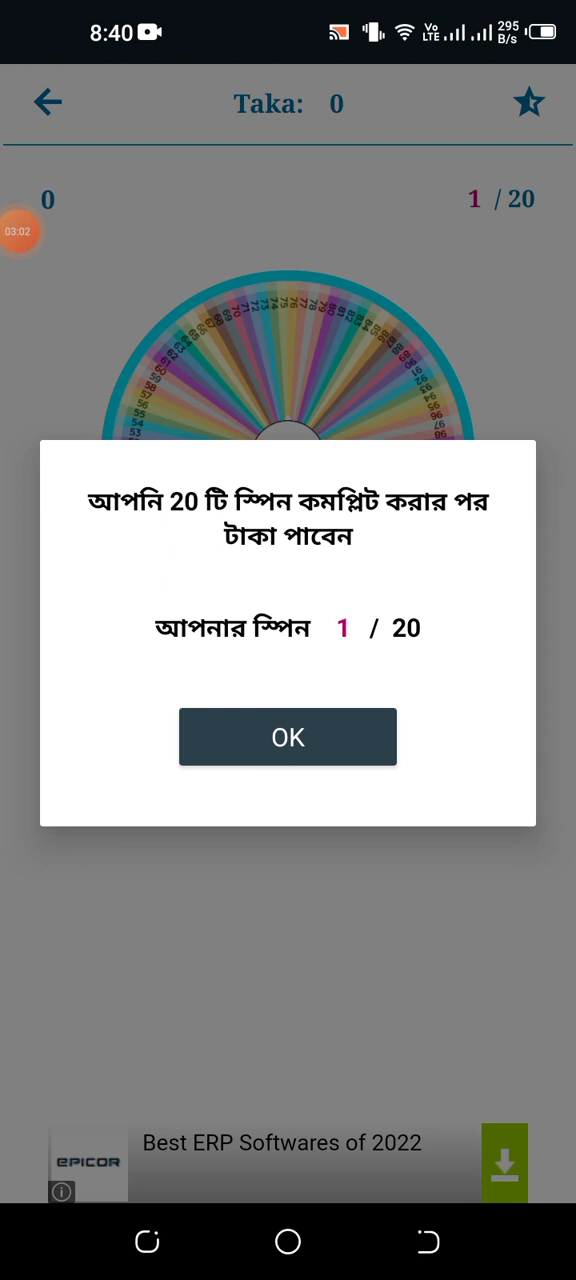 8:40
Vo LTE
295 B/s
Taka: 0
0
1 / 20
03:02
আপনি 20 টি স্পিন কমপ্লিট করার পর
টাকা পাবেন
আপনার স্পিন 1 / 20
OK
EPICOR
Best ERP Softwares of 2022